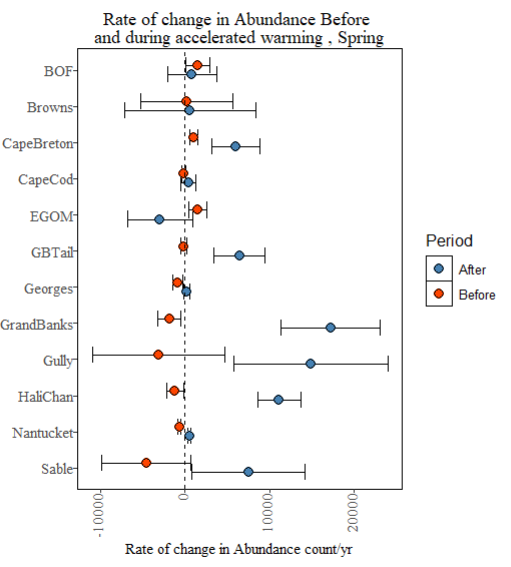 Rate of change in Abundance Before
and during accelerated warming , Spring
BOF
Browns
CapeBreton
CapeCod
EGOM
GBTail
Georges
GrandBanks
Gully
HaliChan
Nantucket
Sable
-10000
0
10000
20000
Rate of change in Abundance count/yr
Period
After
Before